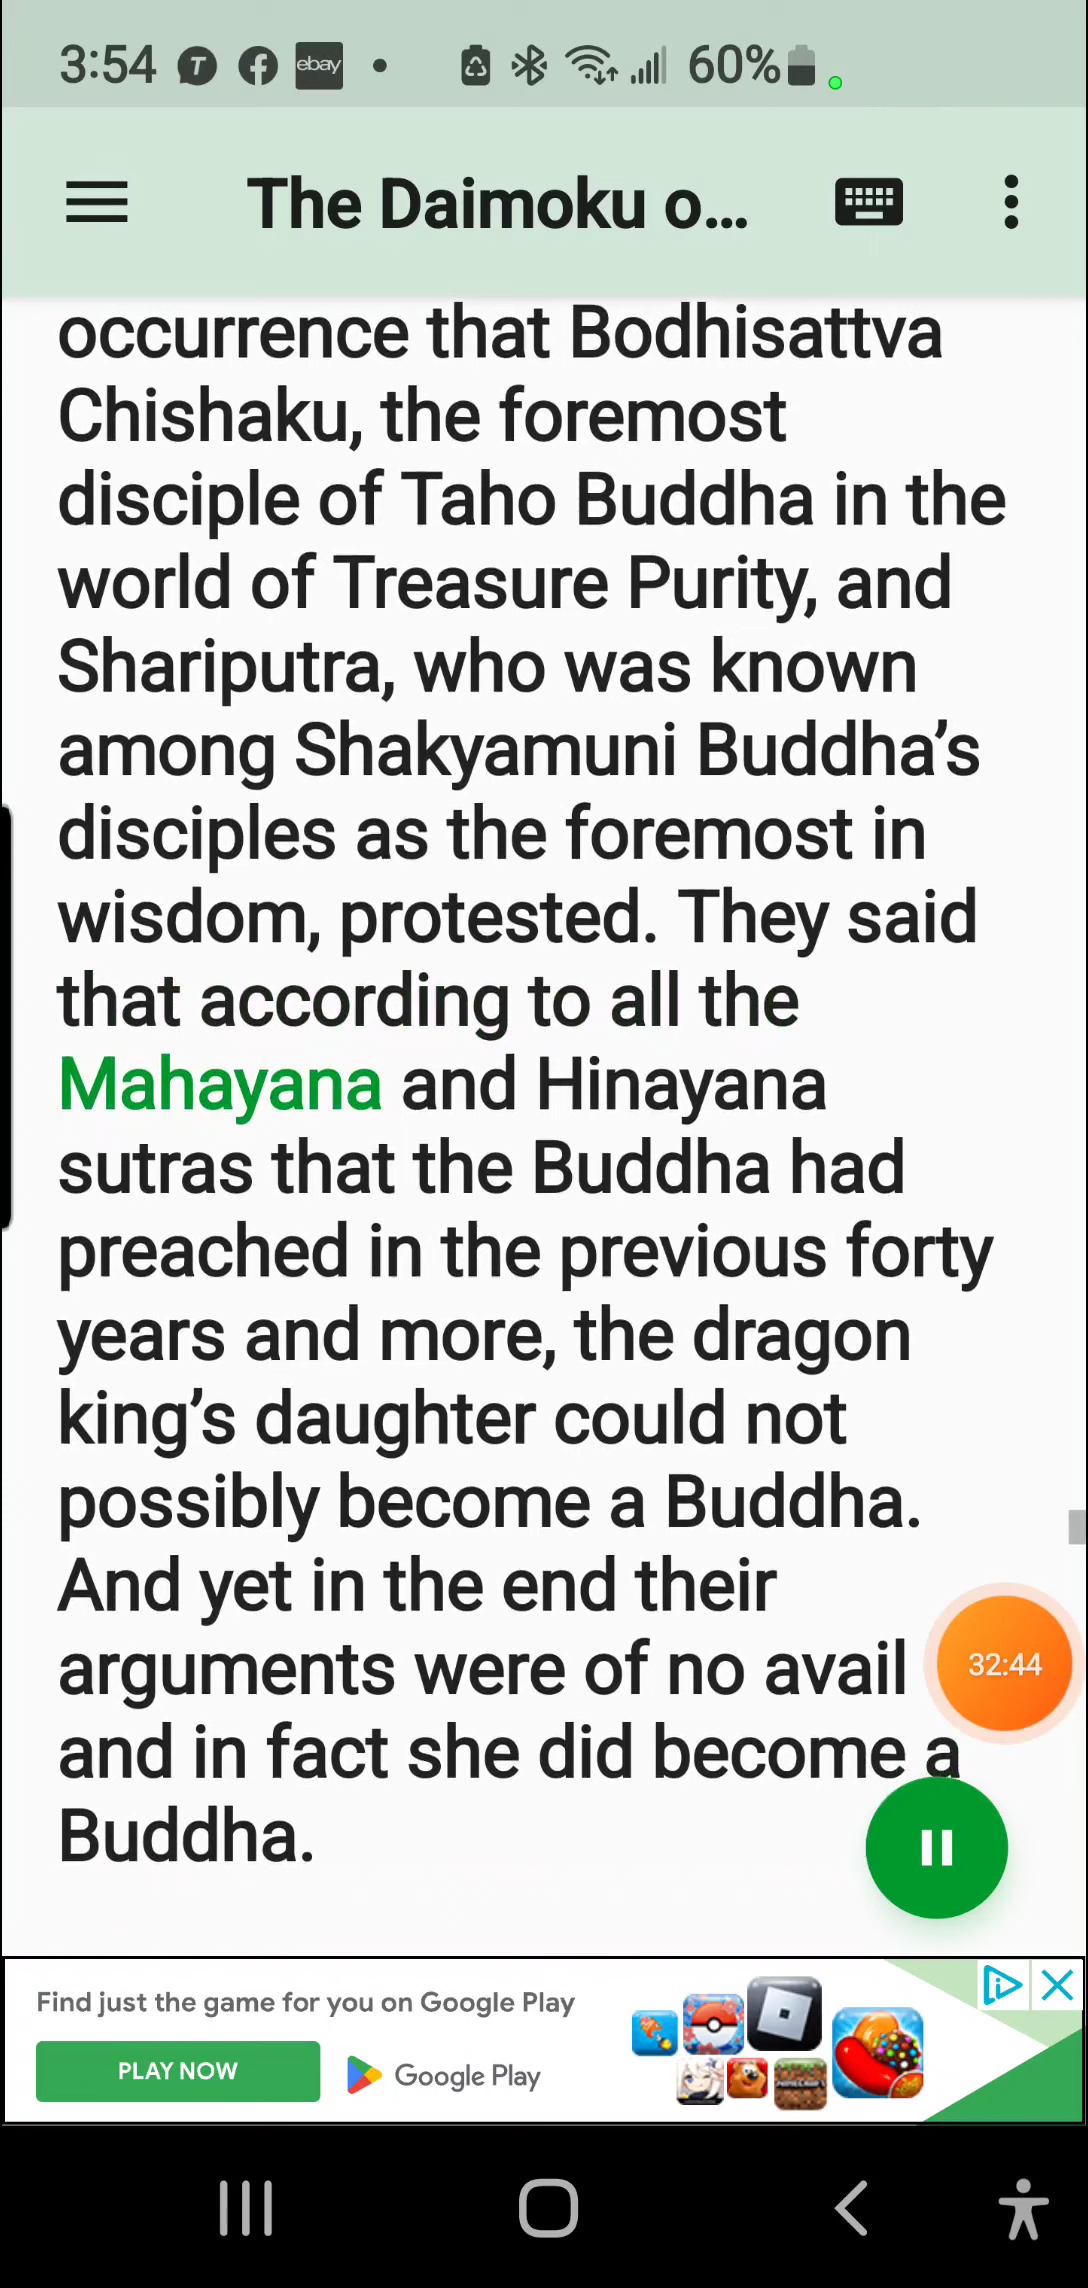 3:54 T ebay 60%
The Daimoku o...
occurrence that Bodhisattva
Chishaku, the foremost
disciple of Taho Buddha in the
world of Treasure Purity, and
Shariputra, who was known
among Shakyamuni Buddha’s
disciples as the foremost in
wisdom, protested. They said
that according to all the
Mahayana and Hinayana
sutras that the Buddha had
preached in the previous forty
years and more, the dragon
king’s daughter could not
possibly become a Buddha.
And yet in the end their
arguments were of no avail
32:44
and in fact she did become a
Buddha.
Find just the game for you on Google Play
PLAY NOW
Google Play
MINECRAFT